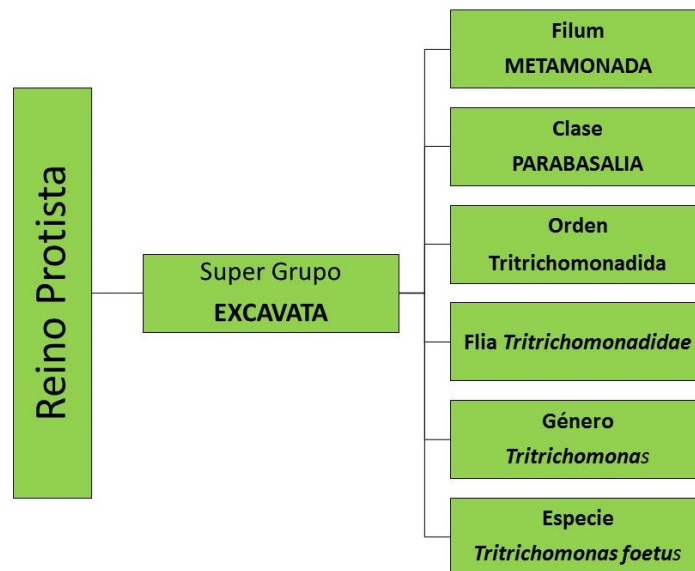 Reino Protista
Super Grupo
EXCAVATA
Filum
METAMONADA
Clase
PARABASALIA
Orden
Tritrichomonadida
Flia Tritrichomonadidae
Género
Tritrichomonas
Especie
Tritrichomonas foetus